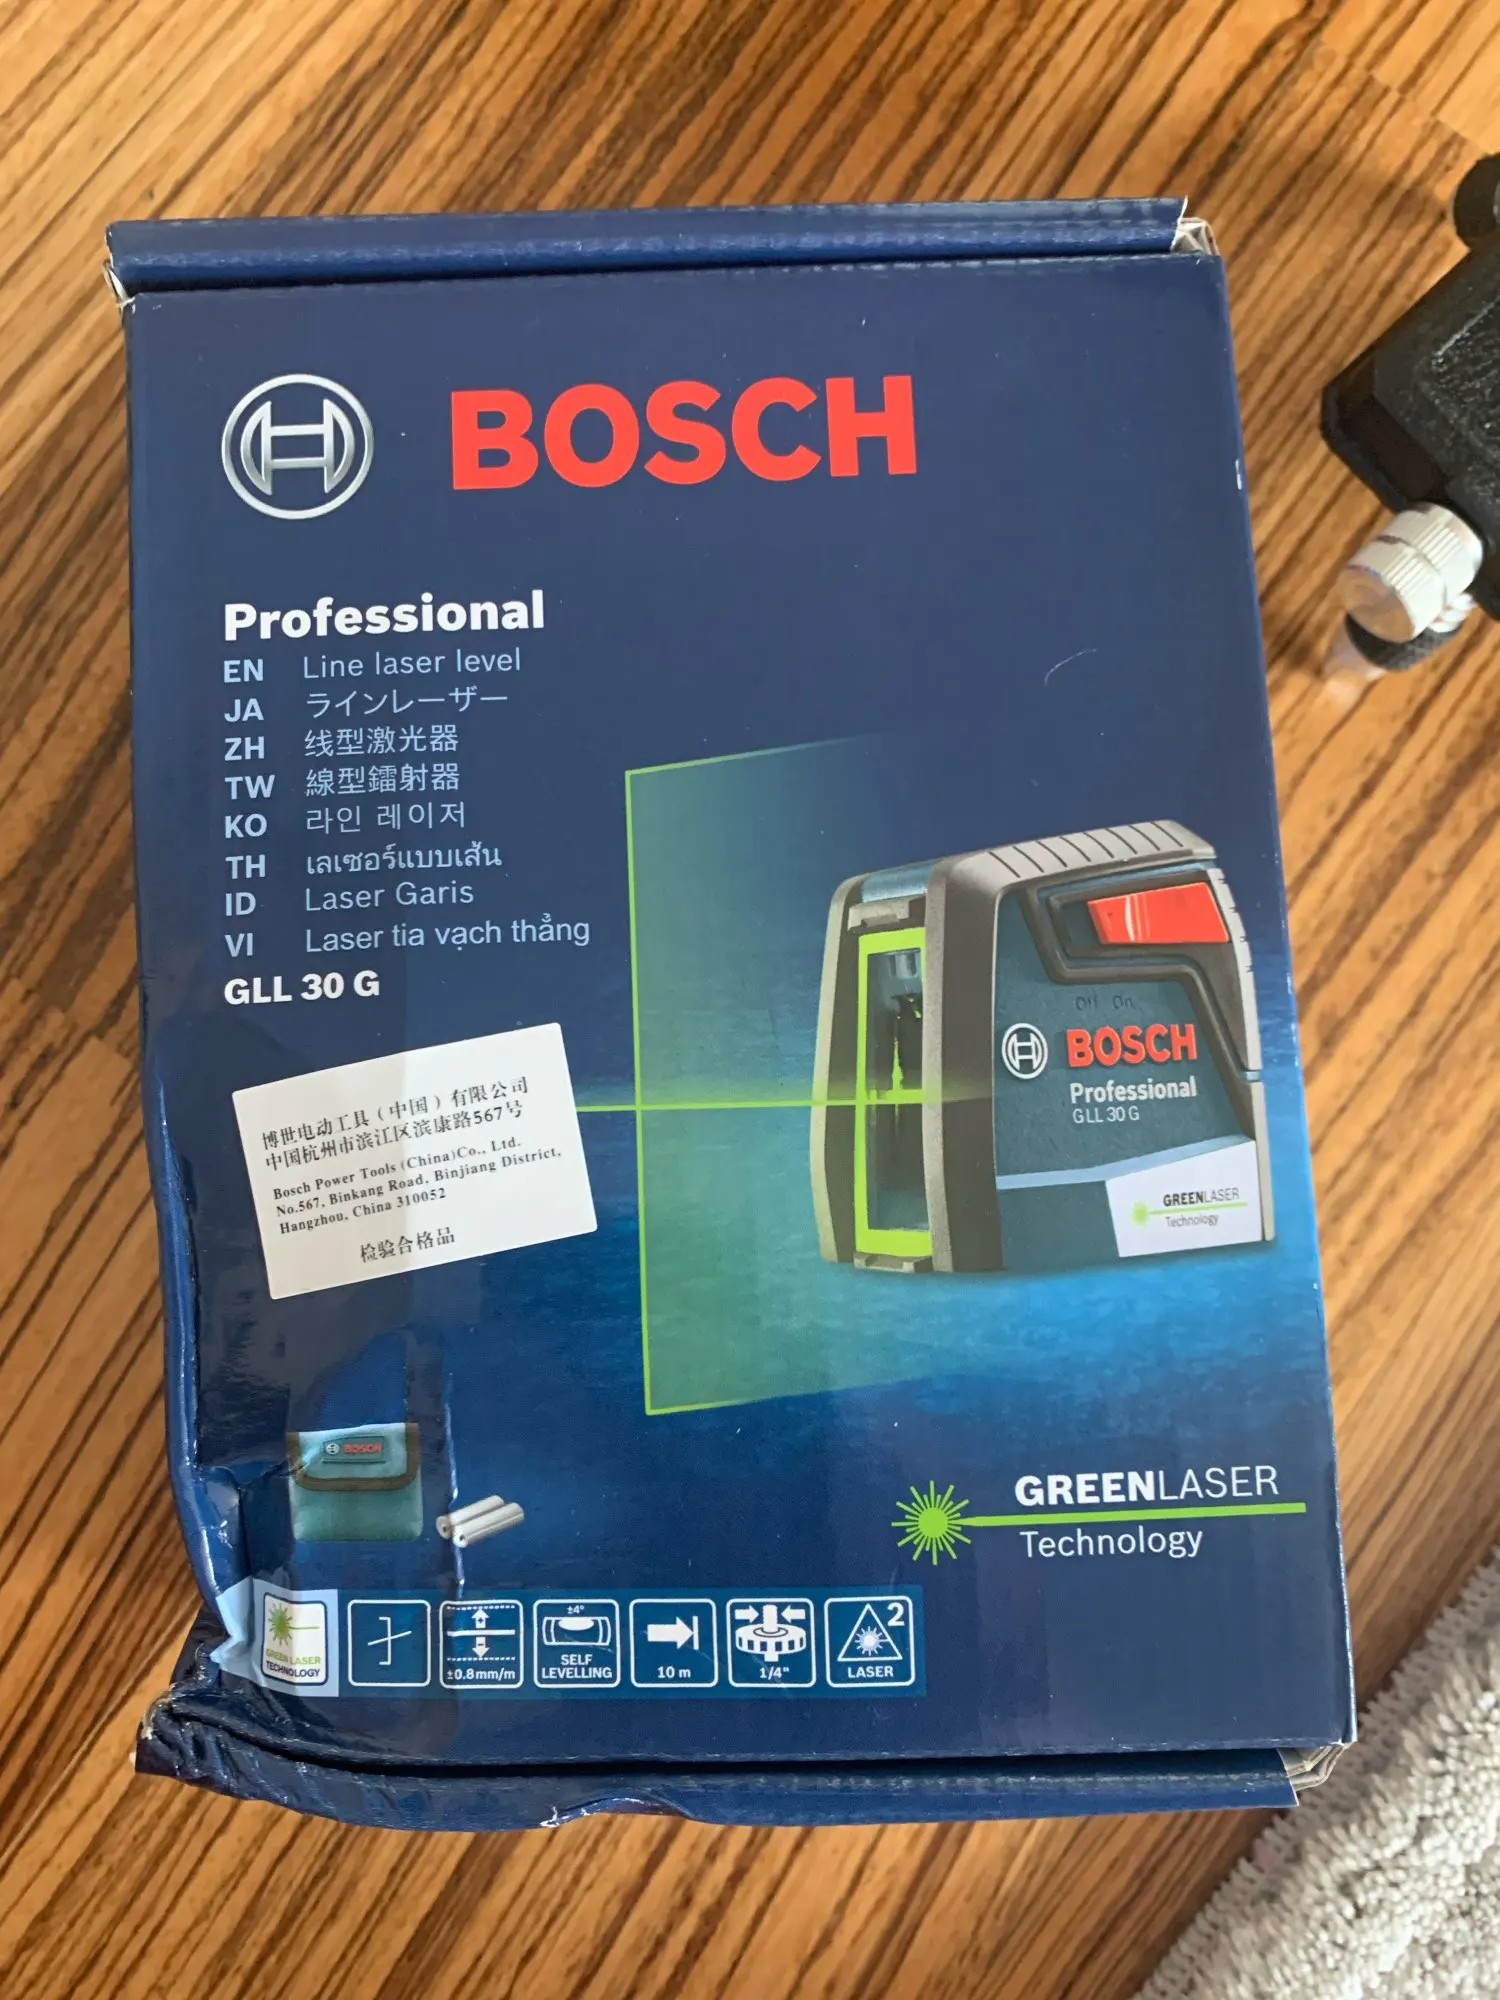 BOSCH
Professional
EN Line laser level
JA ラインレーザー
ZH 线型激光器
TW 線型鐳射器
KO 라인 레이저
TH เลเซอร์แบบเส้น
ID Laser Garis
VI Laser tia vạch thẳng
GLL 30 G
博世电动工具(中国)有限公司
中国杭州市滨江区滨康路567号
Bosch Power Tools (China)Co., Ltd.
No.567, Binkang Road, Binjiang District,
Hangzhou, China 310052
检验合格品
Off On
BOSCH
Professional
GLL 30 G
GREENLASER
Technology
BOSCH
GREENLASER
Technology
GREEN LASER
TECHNOLOGY
±0.8mm/m
±4°
SELF
LEVELLING
10 m
1/4"
2
LASER